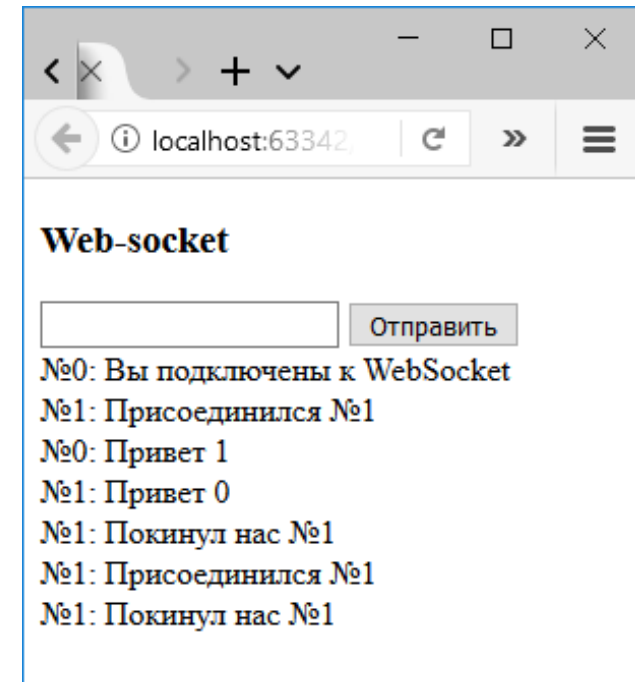 localhost:63342/
Web-socket
Отправить
№0: Вы подключены к WebSocket
№1: Присоединился №1
№0: Привет 1
№1: Привет 0
№1: Покинул нас №1
№1: Присоединился №1
№1: Покинул нас №1